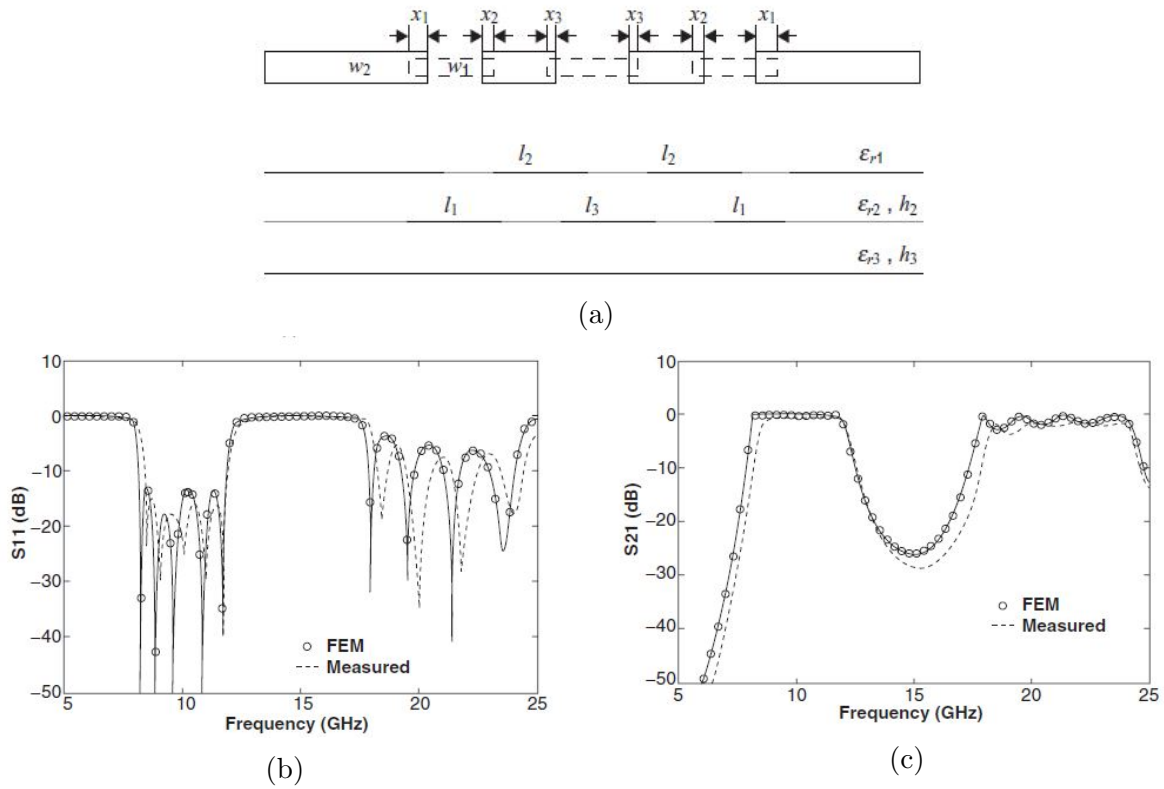 x₁ x₂ x₃ x₃ x₂ x₁
w₂ w₁
l₂ l₂ εr1
l₁ l₃ l₁ εr2 , h₂
εr3 , h₃
(a)
10
0
−10
−20
−30
−40
−50
S11 (dB)
FEM
Measured
5 10 15 20 25
Frequency (GHz)
(b)
10
0
−10
−20
−30
−40
−50
S21 (dB)
FEM
Measured
5 10 15 20 25
Frequency (GHz)
(c)